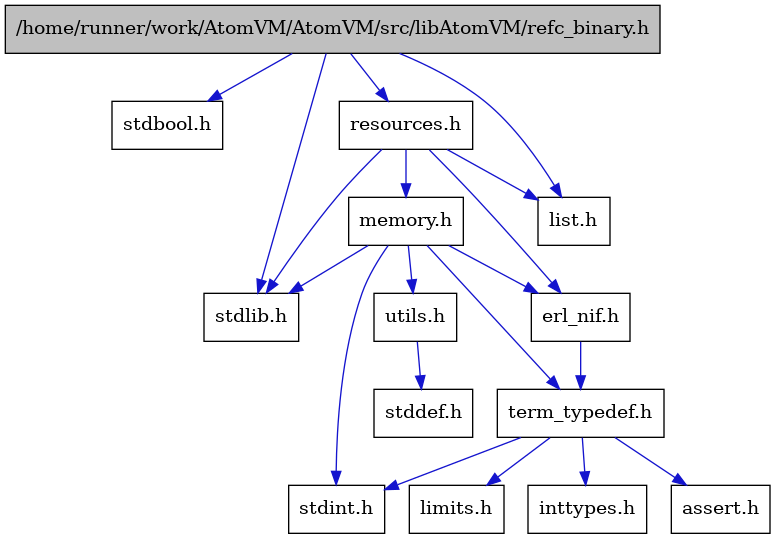 /home/runner/work/AtomVM/AtomVM/src/libAtomVM/refc_binary.h
stdbool.h
resources.h
memory.h
list.h
stdlib.h
utils.h
erl_nif.h
stddef.h
term_typedef.h
stdint.h
limits.h
inttypes.h
assert.h